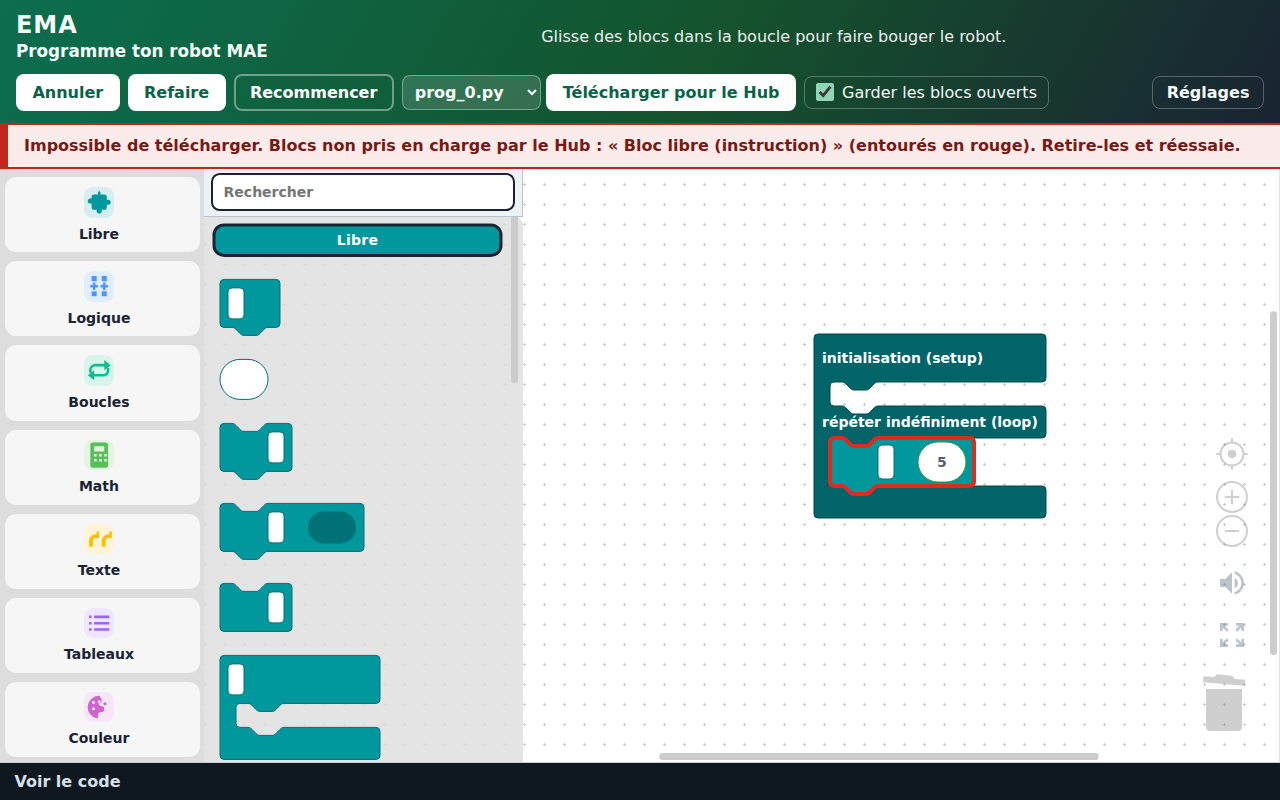 EMA
Programme ton robot MAE
Glisse des blocs dans la boucle pour faire bouger le robot.
Annuler
Refaire
Recommencer
prog_0.py
Télécharger pour le Hub
Garder les blocs ouverts
Réglages
Impossible de télécharger. Blocs non pris en charge par le Hub : « Bloc libre (instruction) » (entourés en rouge). Retire-les et réessaie.
Libre
Logique
Boucles
Math
Texte
Tableaux
Couleur
Rechercher
Libre
initialisation (setup)
répéter indéfiniment (loop)
5
Voir le code